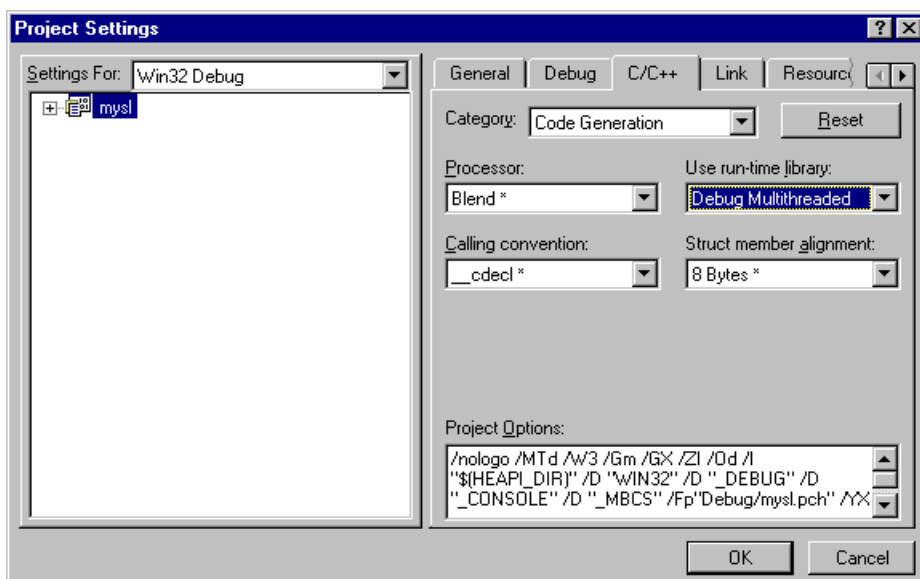 Project Settings
Settings For: Win32 Debug
mysl
General Debug C/C++ Link Resourc
Category: Code Generation Reset
Processor: Use run-time library:
Blend * Debug Multithreaded
Calling convention: Struct member alignment:
__cdecl * 8 Bytes *
Project Options:
/nologo /MTd /W3 /Gm /GX /ZI /Od /I
"$(HEAPI_DIR)" /D "WIN32" /D "_DEBUG" /D
"_CONSOLE" /D "_MBCS" /Fp"Debug/mysl.pch" /YX
OK Cancel